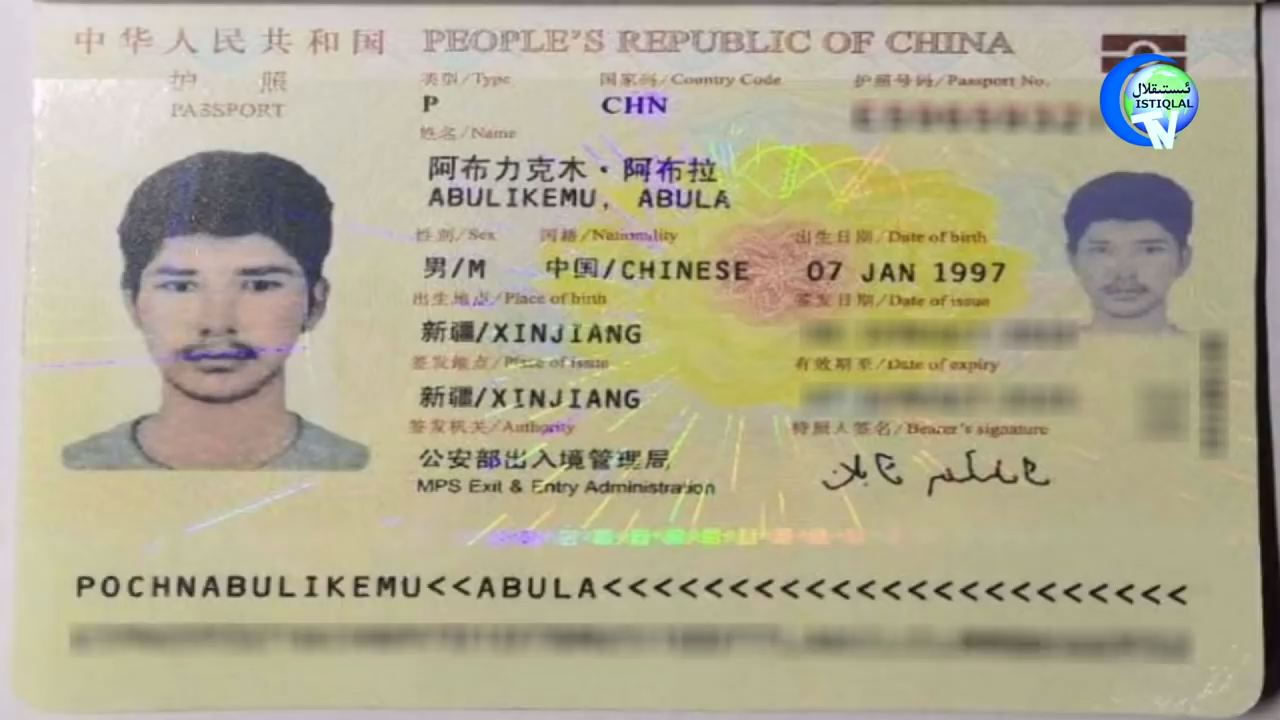 中华人民共和国 PEOPLE'S REPUBLIC OF CHINA
护 照
PASSPORT
类型/Type 国家码/Country Code 护照号码/Passport No.
P CHN
姓名/Name
阿布力克木·阿布拉
ABULIKEMU, ABULA
性别/Sex 国籍/Nationality 出生日期/Date of birth
男/M 中国/CHINESE 07 JAN 1997
出生地点/Place of birth 签发日期/Date of issue
新疆/XINJIANG
签发地点/Place of issue 有效期至/Date of expiry
新疆/XINJIANG
签发机关/Authority 持照人签名/Bearer's signature
公安部出入境管理局
MPS Exit & Entry Administration
POCHNABULIKEMU<<ABULA<<<<<<<<<<<<<<<<<<<<<<<
ئىستىقلال
ISTIQLAL
TV